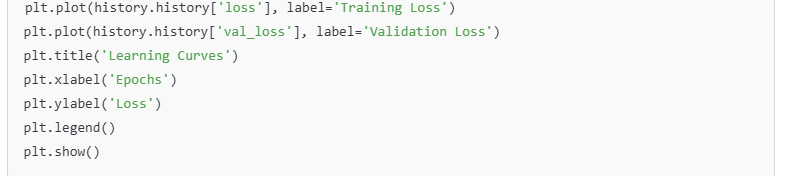 plt.plot(history.history['loss'], label='Training Loss')
plt.plot(history.history['val_loss'], label='Validation Loss')
plt.title('Learning Curves')
plt.xlabel('Epochs')
plt.ylabel('Loss')
plt.legend()
plt.show()